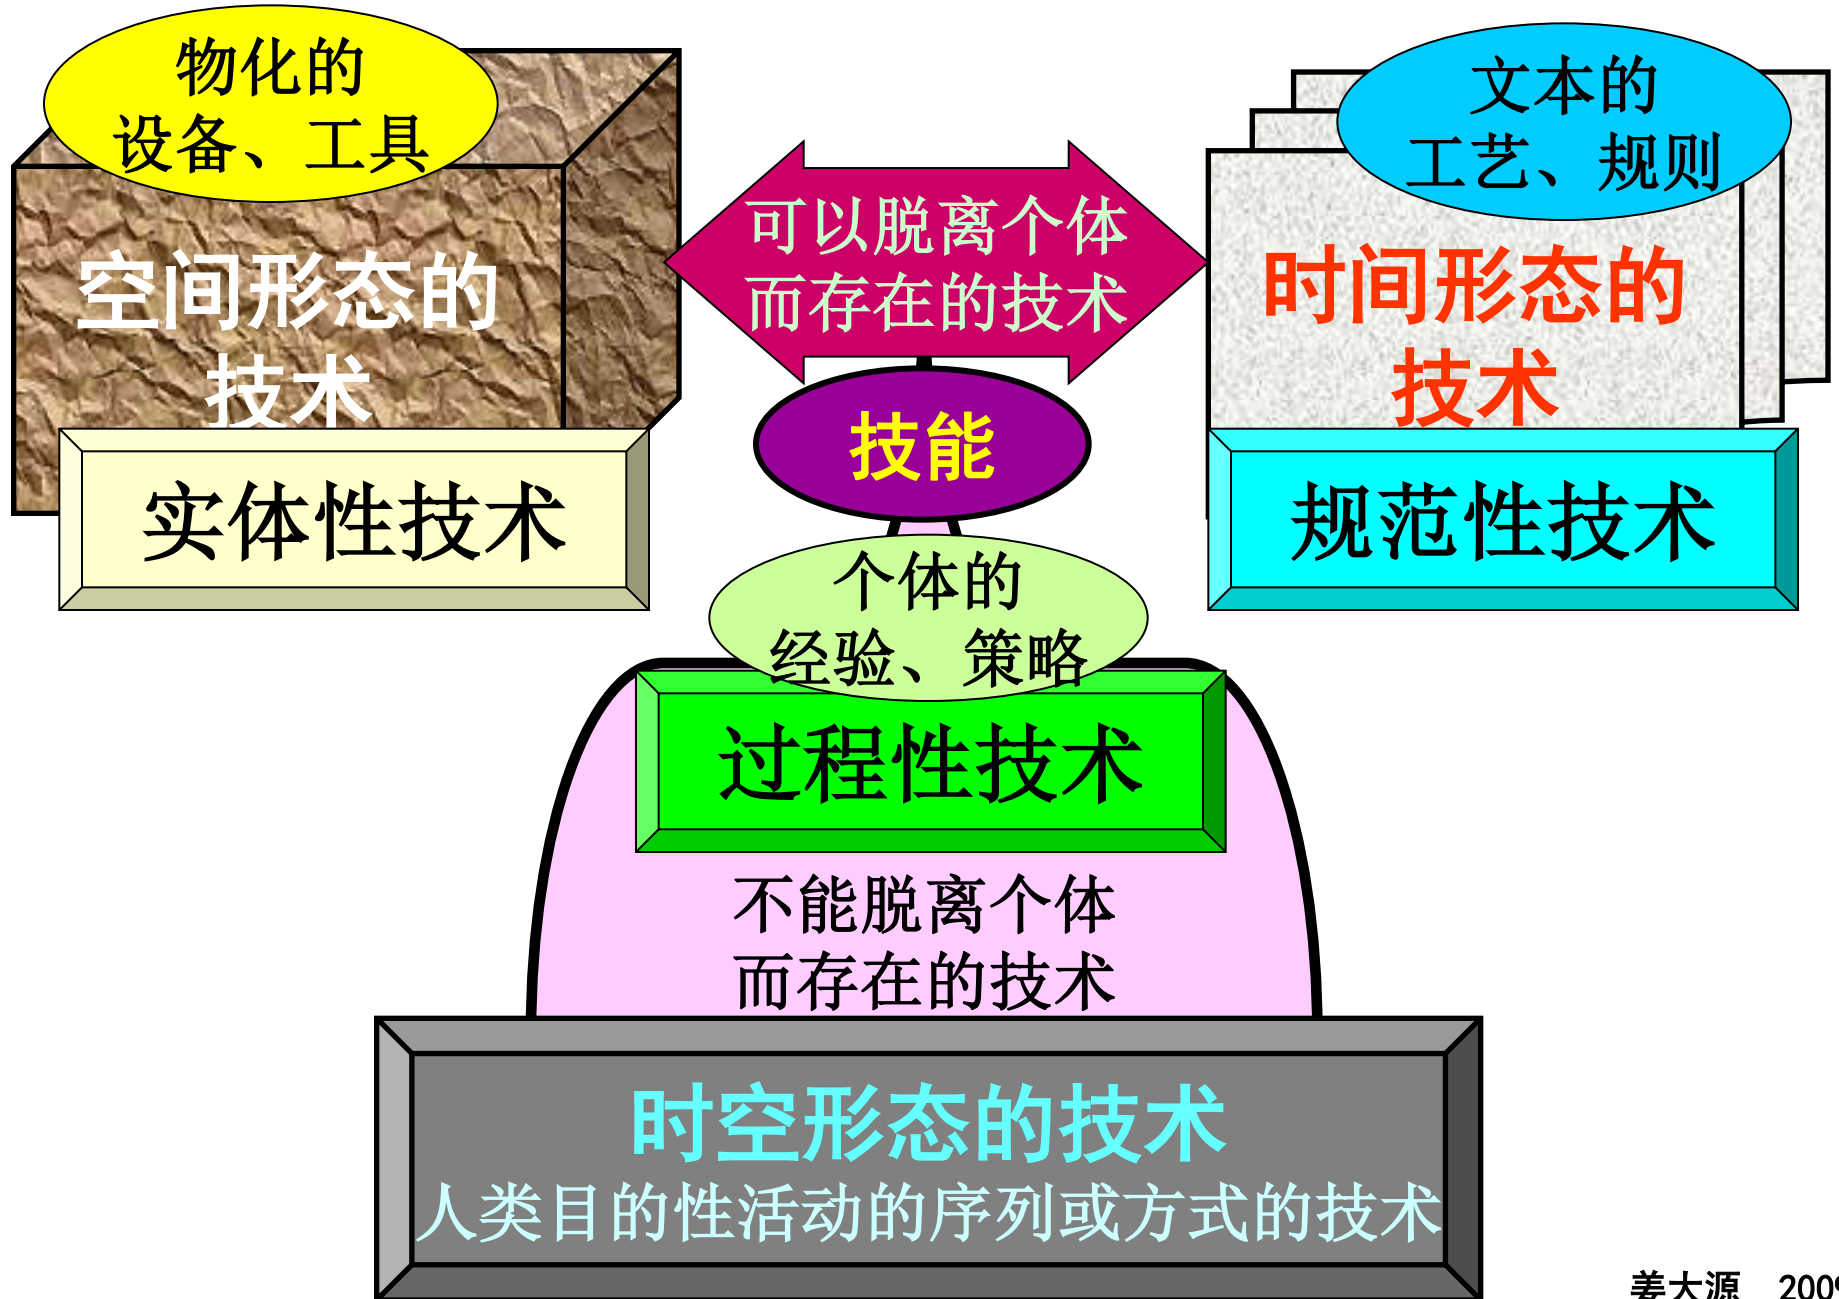 物化的
设备、工具
空间形态的
技术
实体性技术
可以脱离个体
而存在的技术
文本的
工艺、规则
时间形态的
技术
规范性技术
技能
个体的
经验、策略
过程性技术
不能脱离个体
而存在的技术
时空形态的技术
人类目的性活动的序列或方式的技术
姜大源 2009